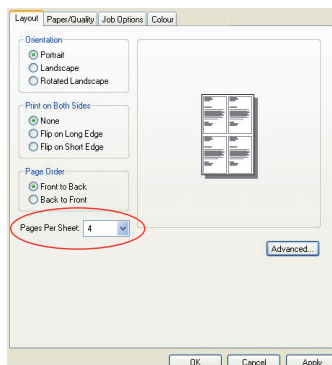 Layout Paper/Quality Job Options Colour
Orientation
Portrait
Landscape
Rotated Landscape
Print on Both Sides
None
Flip on Long Edge
Flip on Short Edge
Page Order
Front to Back
Back to Front
Pages Per Sheet: 4
Advanced...
OK Cancel Apply